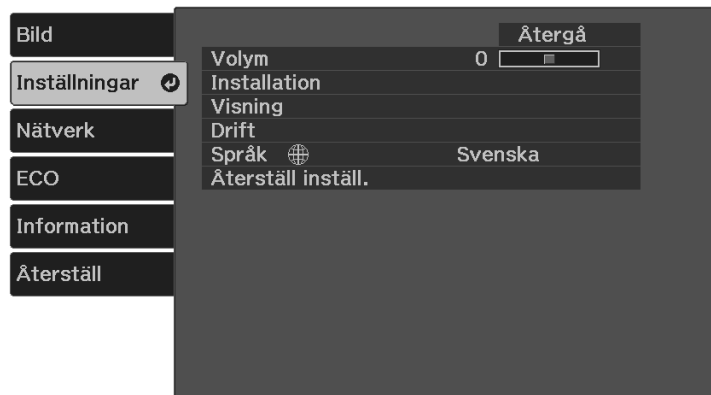 Bild
Inställningar
Nätverk
ECO
Information
Återställ
Återgå
Volym 0
Installation
Visning
Drift
Språk Svenska
Återställ inställ.